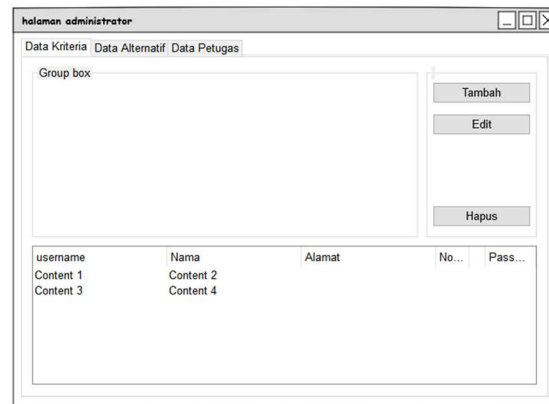 halaman administrator
Data Kriteria Data Alternatif Data Petugas
Group box
Tambah
Edit
Hapus
username Nama Alamat No... Pass...
Content 1 Content 2
Content 3 Content 4